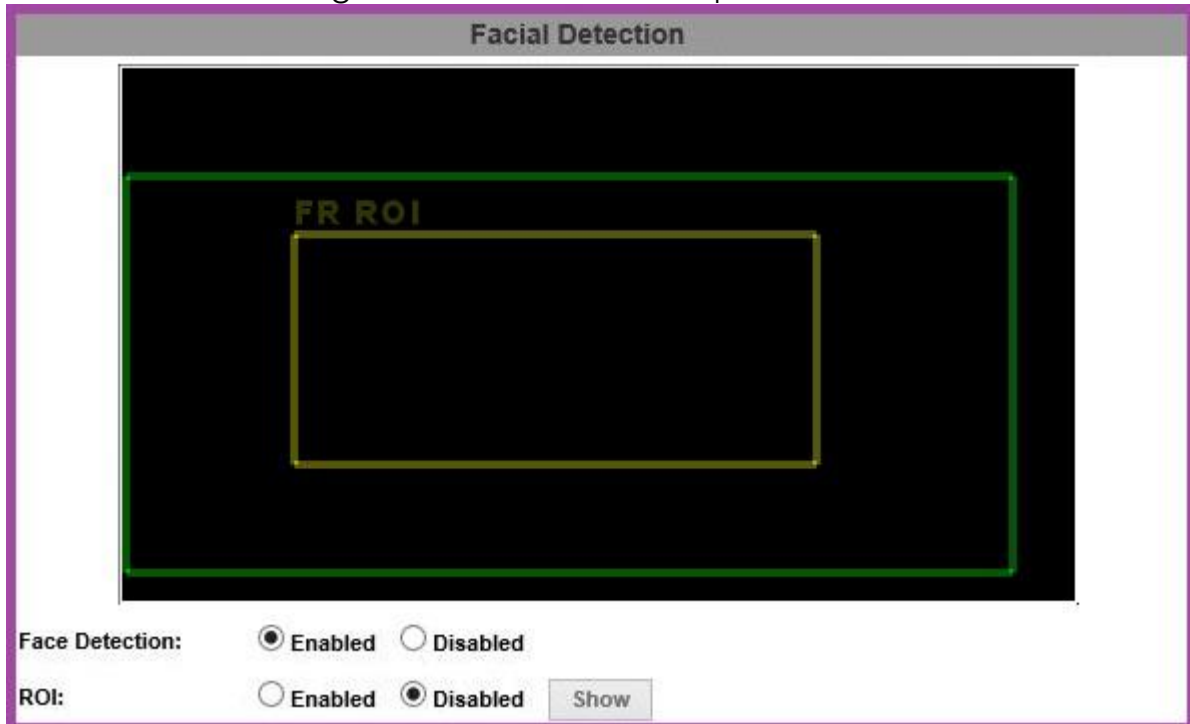 Facial Detection
FR ROI
Face Detection: Enabled Disabled
ROI: Enabled Disabled Show